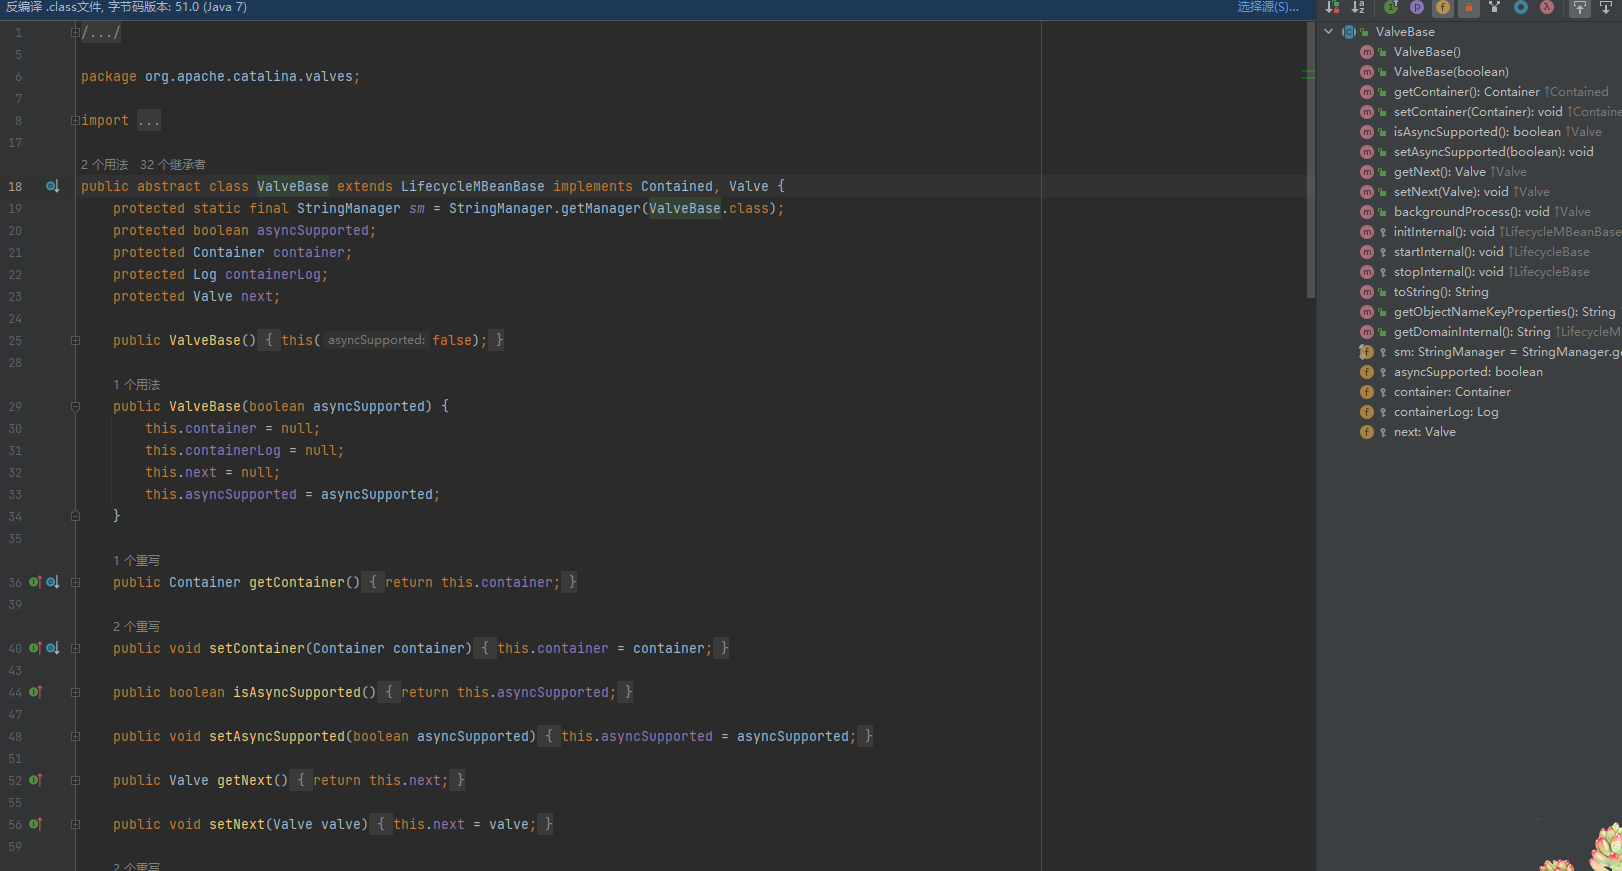 反编译 .class文件, 字节码版本: 51.0 (Java 7)
选择源(S)...
1 /.../
5
6 package org.apache.catalina.valves;
7
8 import ...
17
2 个用法 32 个继承者
18 public abstract class ValveBase extends LifecycleMBeanBase implements Contained, Valve {
19 protected static final StringManager sm = StringManager.getManager(ValveBase.class);
20 protected boolean asyncSupported;
21 protected Container container;
22 protected Log containerLog;
23 protected Valve next;
24
25 public ValveBase() { this( asyncSupported: false); }
28
1 个用法
29 public ValveBase(boolean asyncSupported) {
30 this.container = null;
31 this.containerLog = null;
32 this.next = null;
33 this.asyncSupported = asyncSupported;
34 }
35
1 个重写
36 public Container getContainer() { return this.container; }
39
2 个重写
40 public void setContainer(Container container) { this.container = container; }
43
44 public boolean isAsyncSupported() { return this.asyncSupported; }
47
48 public void setAsyncSupported(boolean asyncSupported) { this.asyncSupported = asyncSupported; }
51
52 public Valve getNext() { return this.next; }
55
56 public void setNext(Valve valve) { this.next = valve; }
59
2 个重写
ValveBase
ValveBase()
ValveBase(boolean)
getContainer(): Container ↑Contained
setContainer(Container): void ↑Containe
isAsyncSupported(): boolean ↑Valve
setAsyncSupported(boolean): void
getNext(): Valve ↑Valve
setNext(Valve): void ↑Valve
backgroundProcess(): void ↑Valve
initInternal(): void ↑LifecycleMBeanBase
startInternal(): void ↑LifecycleBase
stopInternal(): void ↑LifecycleBase
toString(): String
getObjectNameKeyProperties(): String
getDomainInternal(): String ↑LifecycleM
sm: StringManager = StringManager.ge
asyncSupported: boolean
container: Container
containerLog: Log
next: Valve